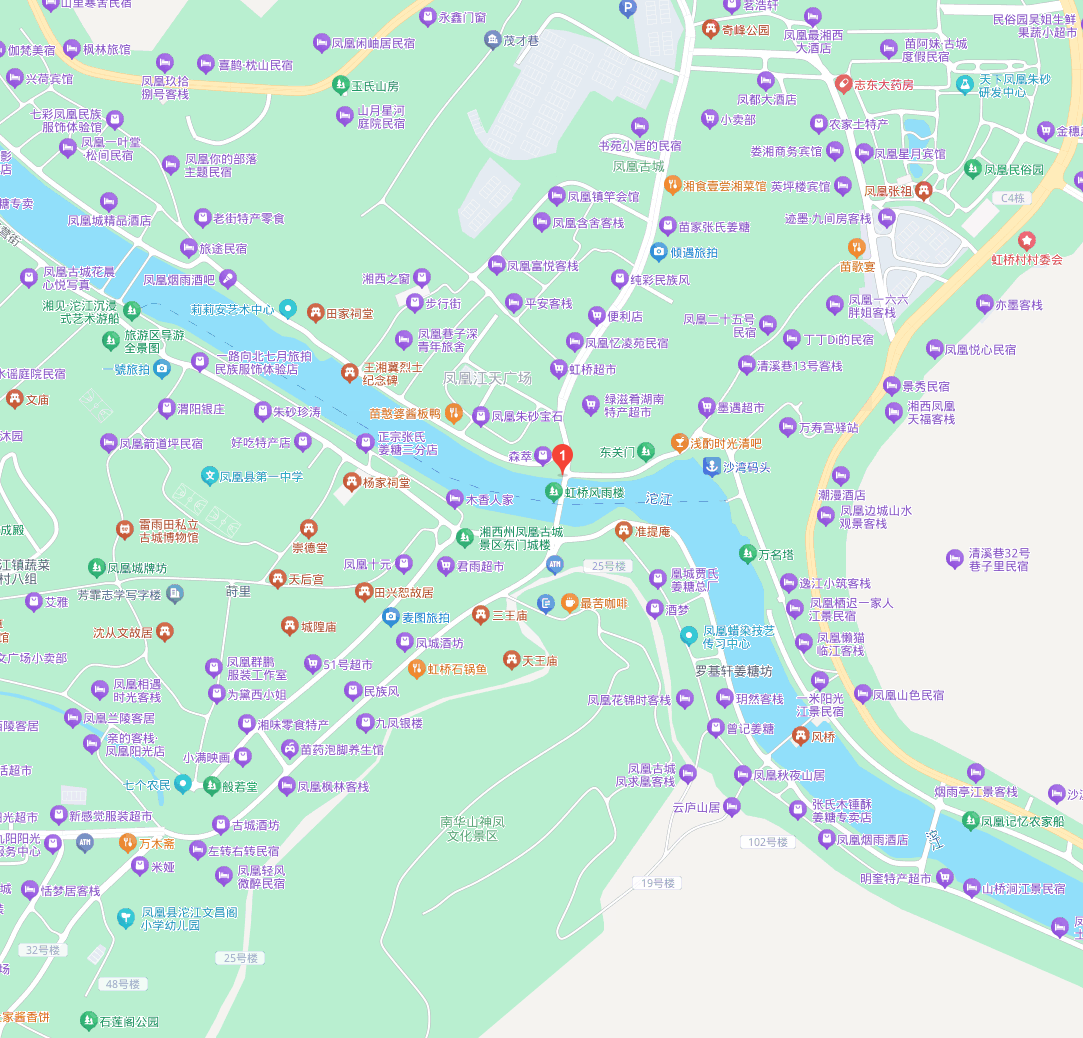 山里寒舍民宿
永鑫门窗
P
茗浩轩
奇峰公园
凤凰最湘西
大酒店
民俗园吴姐生鲜
果蔬小超市
伽梵美宿
枫林旅馆
凤凰闲岫居民宿
茂才巷
苗阿妹·古城
度假民宿
兴荷宾馆
凤凰玖拾
捌号客栈
喜鹊·枕山民宿
玉氏山房
凤都大酒店
志东大药房
天下凤凰朱砂
研发中心
七彩凤凰民族
服饰体验馆
山月星河
庭院民宿
书苑小居的民宿
小卖部
农家土特产
凤凰一叶堂
·松间民宿
凤凰你的部落
主题民宿
凤凰古城
娄湘商务宾馆
凤凰星月宾馆
凤凰民俗园
湘食壹尝湘菜馆
英坪楼宾馆
凤凰张祖
C4栋
凤凰城精品酒店
老街特产零食
凤凰镇竿会馆
凤凰含舍客栈
苗家张氏姜糖
迹墨·九间房客栈
旅途民宿
倾遇旅拍
苗歌宴
虹桥村村委会
凤凰古城花晨
心悦写真
凤凰烟雨酒吧
湘西之窗
凤凰富悦客栈
纯彩民族风
湘见·沱江沉浸
式艺术游船
莉莉安艺术中心
田家祠堂
步行街
平安客栈
便利店
凤凰二十五号
民宿
凤凰一六六
胖姐客栈
亦墨客栈
旅游区导游
全景图
凤凰巷子深
青年旅舍
凤凰忆凌苑民宿
丁丁Di的民宿
凤凰悦心民宿
一路向北七月旅拍
民族服饰体验店
水谣庭院民宿
一號旅拍
王湘冀烈士
纪念碑
凤凰江天广场
虹桥超市
清溪巷13号客栈
景秀民宿
文庙
渭阳银庄
朱砂珍涛
苗憨婆酱板鸭
凤凰朱砂宝石
绿滋肴湖南
特产超市
墨遇超市
湘西凤凰
天福客栈
万寿宫驿站
沐园
凤凰箭道坪民宿
好吃特产店
正宗张氏
姜糖三分店
森萃
1
东关门
浅酌时光清吧
沙湾码头
凤凰县第一中学
杨家祠堂
木香人家
虹桥风雨楼
沱江
潮漫酒店
成殿
雷雨田私立
古城博物馆
崇德堂
湘西州凤凰古城
景区东门城楼
准提庵
凤凰边城山水
观景客栈
江镇蔬菜
村八组
凤凰城牌坊
莳里
天后宫
凤凰十元
君雨超市
ATM
25号楼
万名塔
清溪巷32号
巷子里民宿
艾雅
芳霏志学写字楼
田兴恕故居
凰城贾氏
姜糖总厂
逸江小筑客栈
沈从文故居
城隍庙
麦图旅拍
三王庙
最苦咖啡
酒梦
凤凰栖迟一家人
江景民宿
凤凰蜡染技艺
传习中心
凤凰懒猫
临江客栈
文广场小卖部
凤凰群鹏
服装工作室
51号超市
凤城酒坊
虹桥石锅鱼
天王庙
罗基轩姜糖坊
凤凰相遇
时光客栈
为黛西小姐
民族风
凤凰花锦时客栈
玥然客栈
一米阳光
江景民宿
凤凰山色民宿
凤凰兰陵客居
湘味零食特产
九凤银楼
曾记姜糖
风桥
亲的客栈·
凤凰阳光店
小满映画
苗药泡脚养生馆
七个农民
般若堂
凤凰枫林客栈
凤凰古城
凤求凰客栈
凤凰秋夜山居
烟雨亭江景客栈
新感觉服装超市
古城酒坊
南华山神凤
文化景区
云庐山居
张氏木锤酥
姜糖专卖店
凤凰记忆农家船
ATM
万木斋
左转右转民宿
102号楼
凤凰烟雨酒店
沱江
米娅
凤凰轻风
微醉民宿
19号楼
明奎特产超市
山桥涧江景民宿
恬梦居客栈
凤凰县沱江文昌阁
小学幼儿园
32号楼
25号楼
48号楼
石莲阁公园
家酱香饼